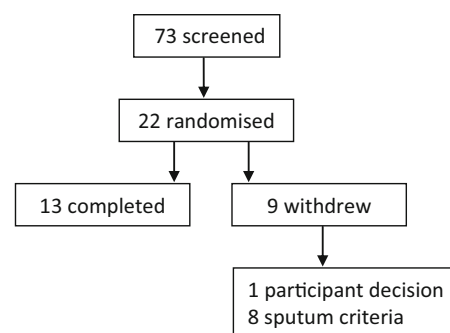 73 screened
22 randomised
13 completed
9 withdrew
1 participant decision
8 sputum criteria